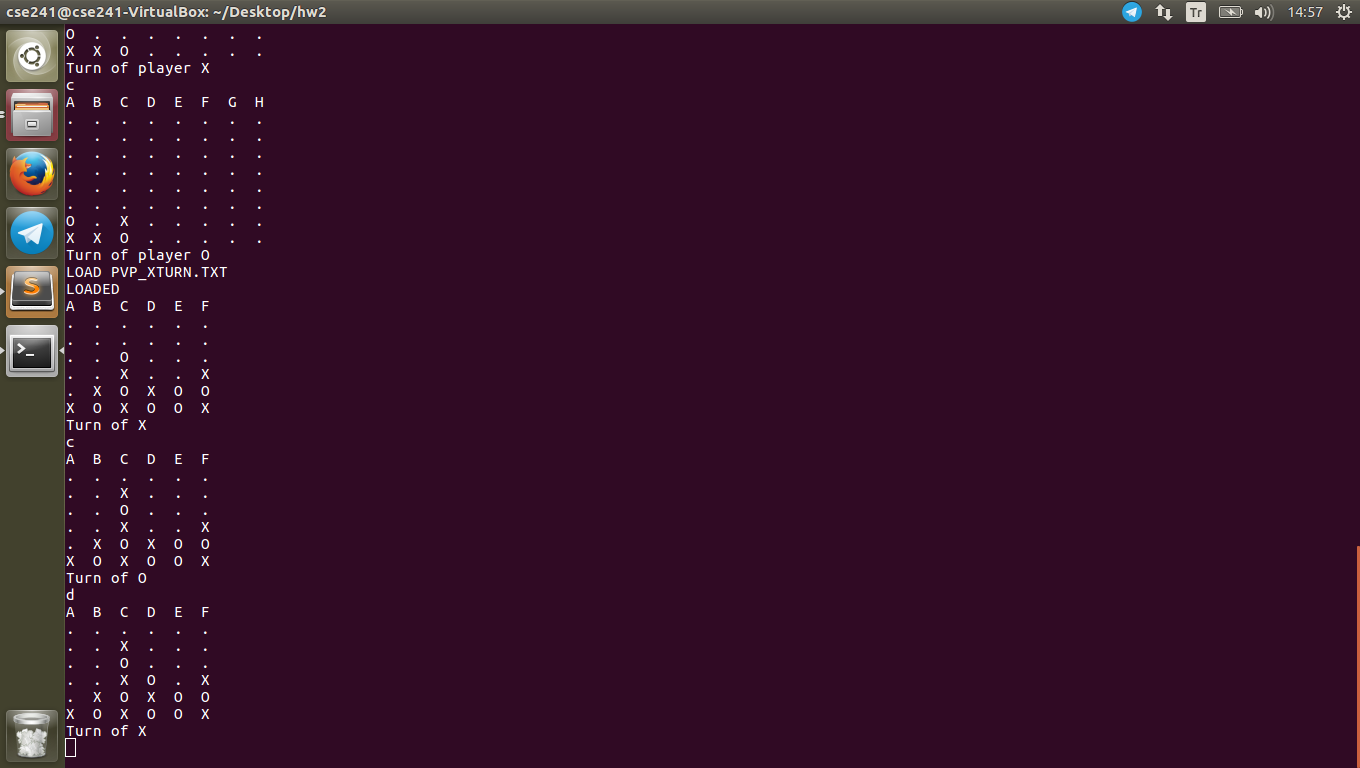 cse241@cse241-VirtualBox: ~/Desktop/hw2 Tr 14:57
O . . . . . . .
X X O . . . . .
Turn of player X
c
A B C D E F G H
. . . . . . . .
. . . . . . . .
. . . . . . . .
. . . . . . . .
. . . . . . . .
. . . . . . . .
O . X . . . . .
X X O . . . . .
Turn of player O
LOAD PVP_XTURN.TXT
LOADED
A B C D E F
. . . . . .
. . . . . .
. . O . . .
. . X . . X
. X O X O O
X O X O O X
Turn of X
c
A B C D E F
. . . . . .
. . X . . .
. . O . . .
. . X . . X
. X O X O O
X O X O O X
Turn of O
d
A B C D E F
. . . . . .
. . X . . .
. . O . . .
. . X O . X
. X O X O O
X O X O O X
Turn of X